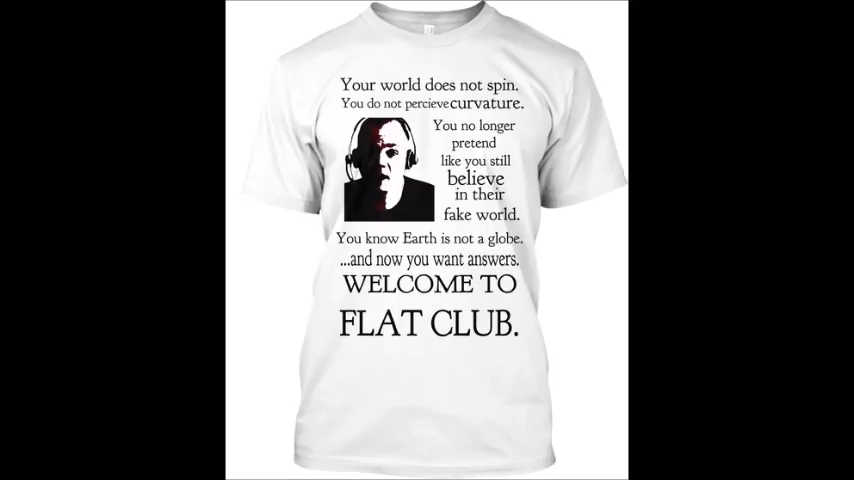 Your world does not spin.
You do not percieve curvature.
You no longer
pretend
like you still
believe
in their
fake world.
You know Earth is not a globe.
...and now you want answers.
WELCOME TO
FLAT CLUB.